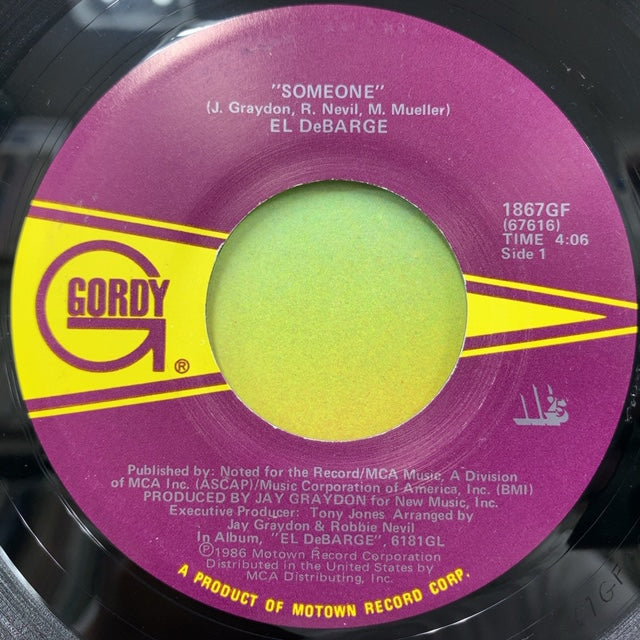 "SOMEONE"
(J. Graydon, R. Nevil, M. Mueller)
EL DeBARGE
1867GF
(67616)
TIME 4:06
Side 1
GORDY
®
Published by: Noted for the Record/MCA Music, A Division
of MCA Inc. (ASCAP)/Music Corporation of America, Inc. (BMI)
PRODUCED BY JAY GRAYDON for New Music, Inc.
Executive Producer: Tony Jones Arranged by
Jay Graydon & Robbie Nevil
In Album, "EL DeBARGE", 6181GL
℗1986 Motown Record Corporation
Distributed in the United States by
MCA Distributing, Inc.
A PRODUCT OF MOTOWN RECORD CORP.